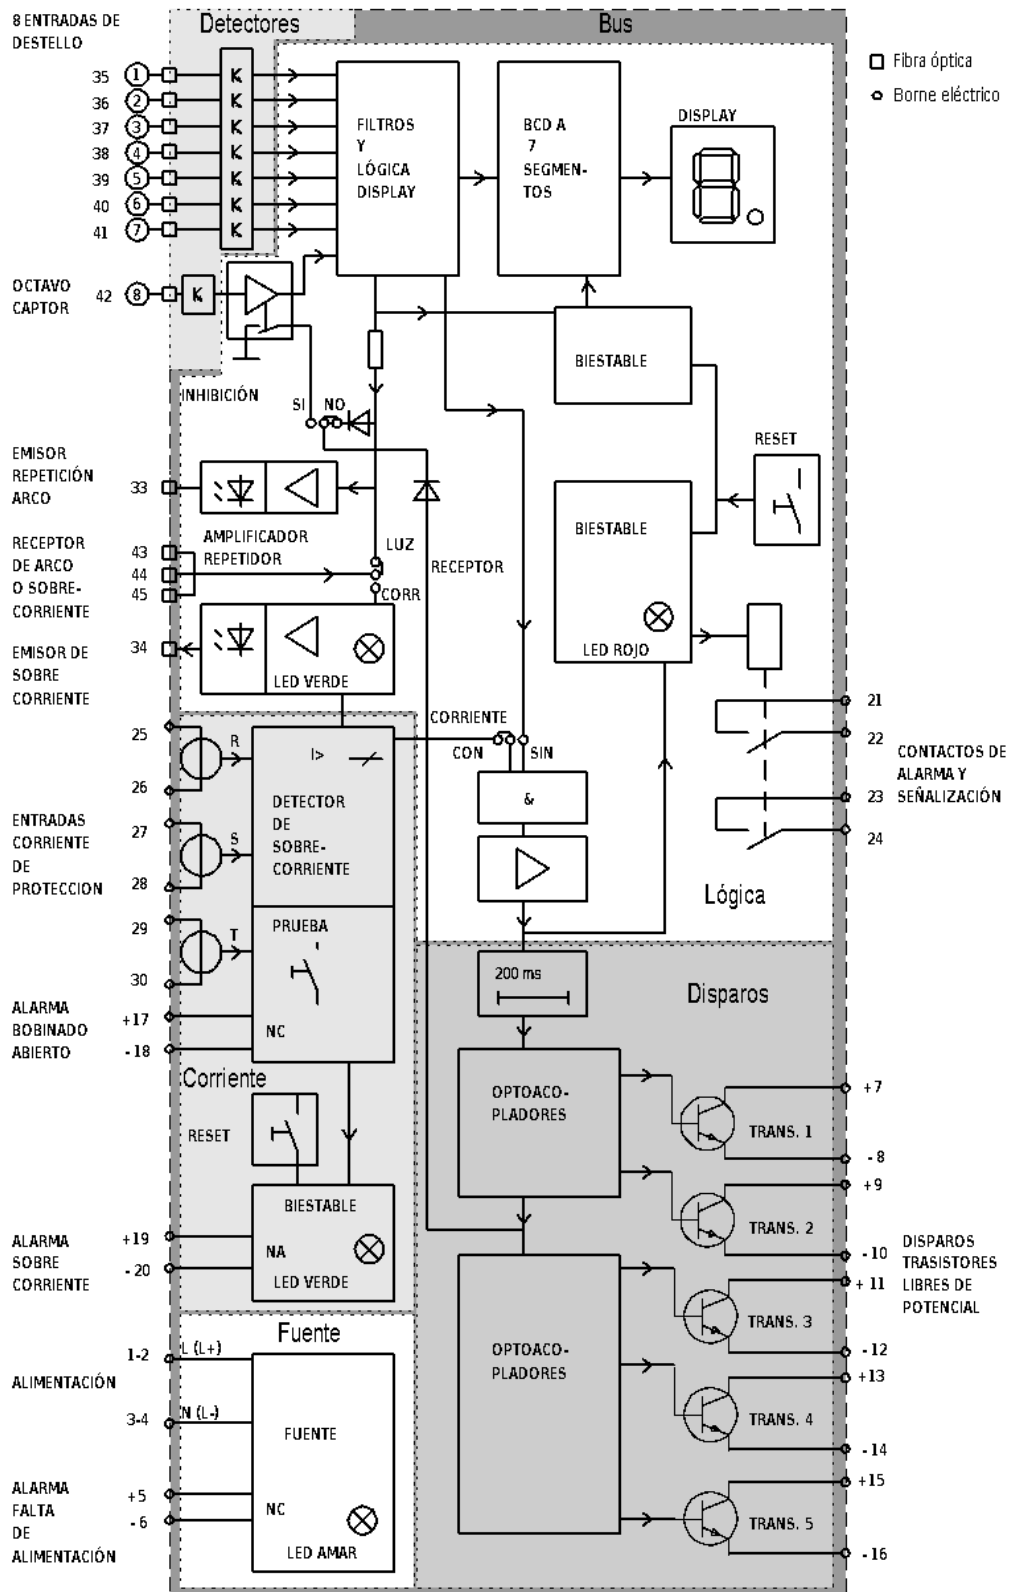 8 ENTRADAS DE
DESTELLO
Detectores
Bus
Fibra óptica
Borne eléctrico
35 1 K
36 2 K
37 3 K
38 4 K
39 5 K
40 6 K
41 7 K
FILTROS
Y
LÓGICA
DISPLAY
BCD A
7
SEGMEN-
TOS
DISPLAY
8.
OCTAVO
CAPTOR
42 8 K
BIESTABLE
INHIBICIÓN
SI NO
RESET
EMISOR
REPETICIÓN
ARCO
33
AMPLIFICADOR
REPETIDOR
BIESTABLE
LED ROJO
LUZ
RECEPTOR
CORR
RECEPTOR
DE ARCO
O SOBRE-
CORRIENTE
43
44
45
EMISOR DE
SOBRE
CORRIENTE
34
LED VERDE
21
22
23
24
CONTACTOS DE
ALARMA Y
SEÑALIZACIÓN
CORRIENTE
CON SIN
&
Lógica
25
26
R
I>
DETECTOR
DE
SOBRE-
CORRIENTE
ENTRADAS
CORRIENTE
DE
PROTECCION
27
28
S
29
30
T
PRUEBA
NC
200 ms
Disparos
ALARMA
BOBINADO
ABIERTO
+17
-18
Corriente
RESET
OPTOACO-
PLADORES
TRANS. 1
+7
-8
TRANS. 2
+9
-10
BIESTABLE
NA
LED VERDE
ALARMA
SOBRE
CORRIENTE
+19
-20
DISPAROS
TRASISTORES
LIBRES DE
POTENCIAL
OPTOACO-
PLADORES
TRANS. 3
+11
-12
TRANS. 4
+13
-14
TRANS. 5
+15
-16
Fuente
1-2
L (L+)
ALIMENTACIÓN
3-4
N (L-)
FUENTE
NC
LED AMAR
ALARMA
FALTA
DE
ALIMENTACIÓN
+5
-6